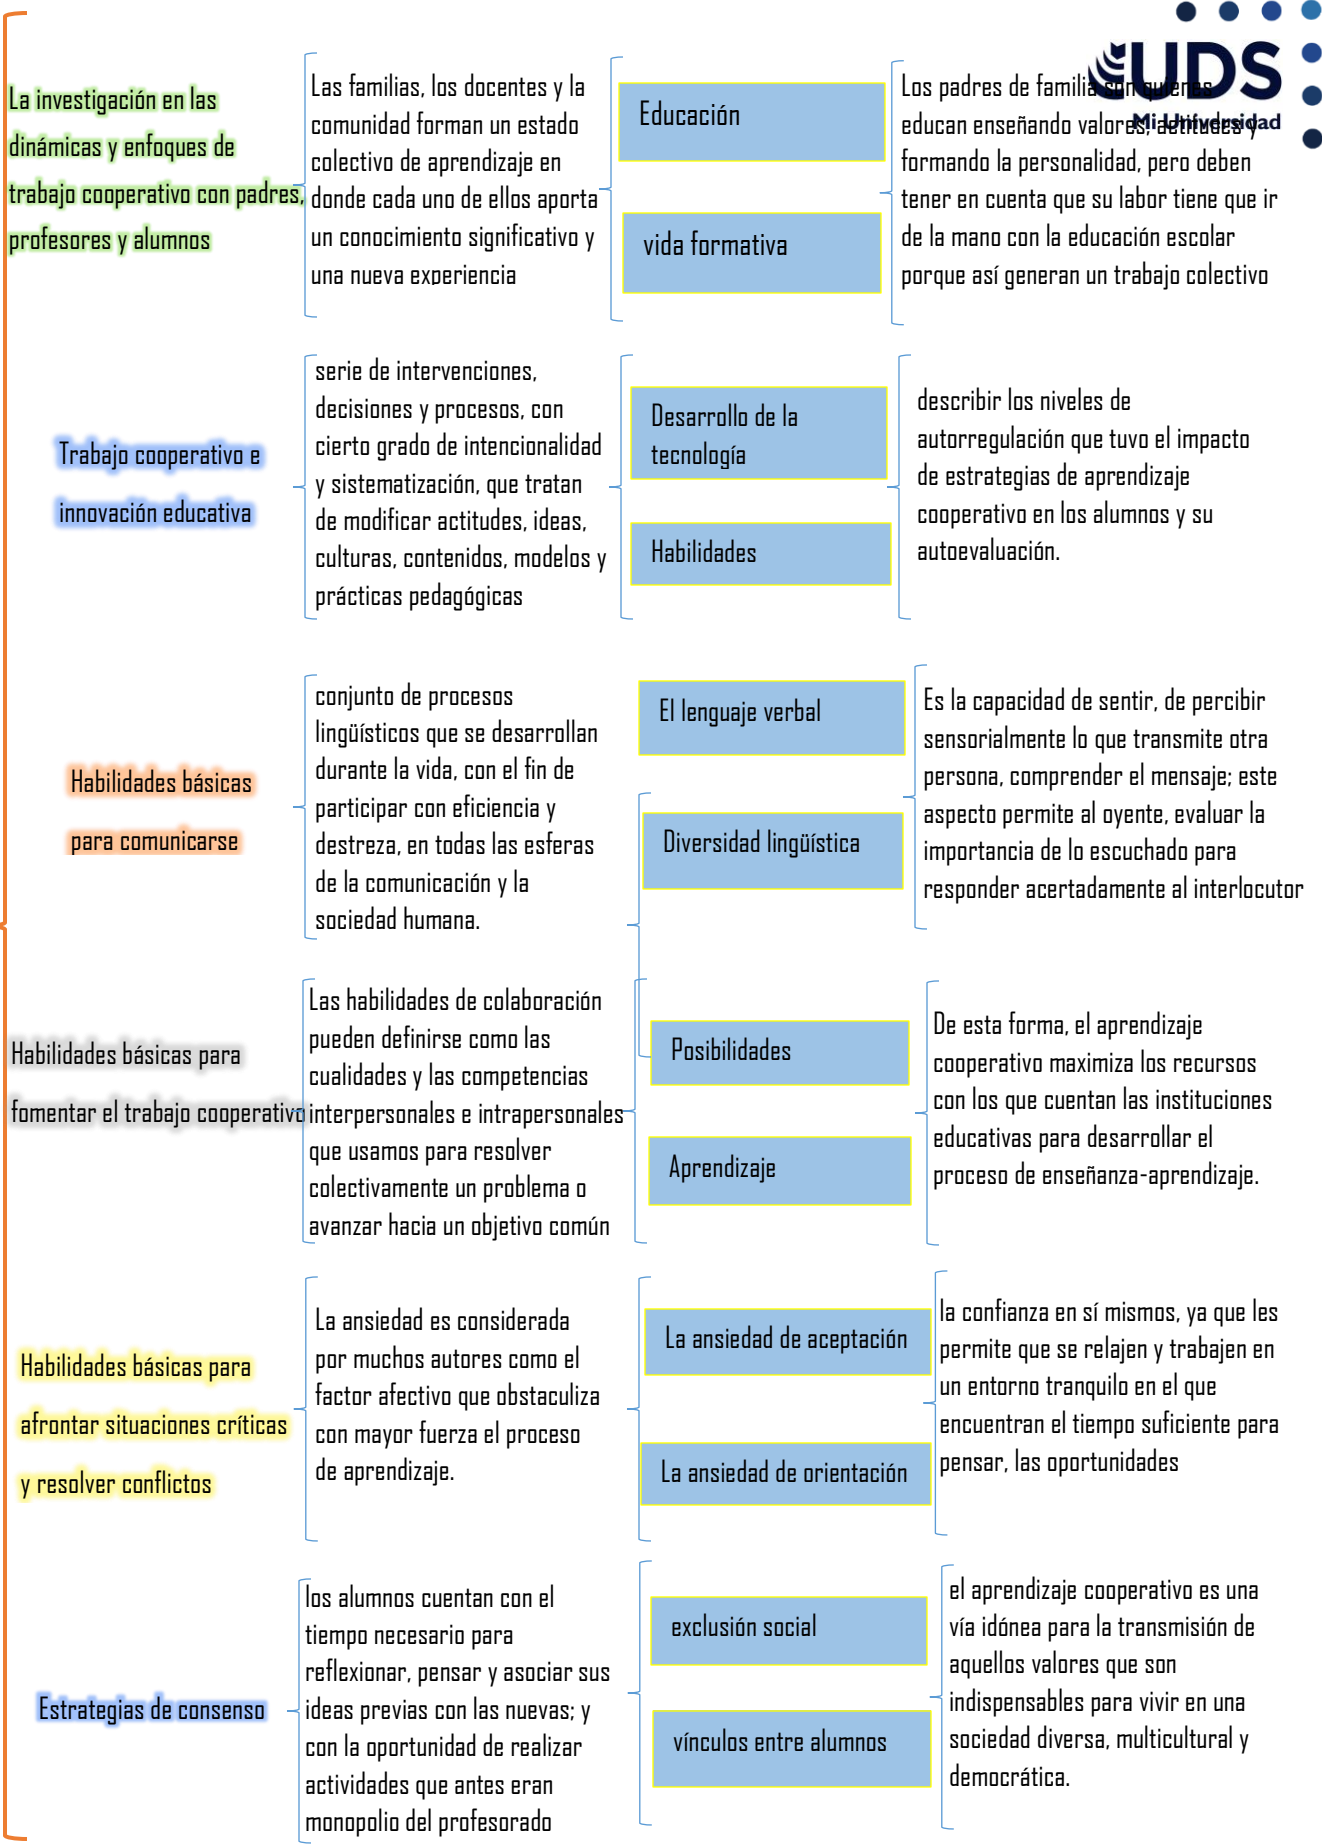 UDS
Mi Universidad
La investigación en las
dinámicas y enfoques de
trabajo cooperativo con padres,
profesores y alumnos
Las familias, los docentes y la
comunidad forman un estado
colectivo de aprendizaje en
donde cada uno de ellos aporta
un conocimiento significativo y
una nueva experiencia
Educación
vida formativa
Los padres de familia son quienes
educan enseñando valores, actitudes y
formando la personalidad, pero deben
tener en cuenta que su labor tiene que ir
de la mano con la educación escolar
porque así generan un trabajo colectivo
Trabajo cooperativo e
innovación educativa
serie de intervenciones,
decisiones y procesos, con
cierto grado de intencionalidad
y sistematización, que tratan
de modificar actitudes, ideas,
culturas, contenidos, modelos y
prácticas pedagógicas
Desarrollo de la
tecnología
Habilidades
describir los niveles de
autorregulación que tuvo el impacto
de estrategias de aprendizaje
cooperativo en los alumnos y su
autoevaluación.
Habilidades básicas
para comunicarse
conjunto de procesos
lingüísticos que se desarrollan
durante la vida, con el fin de
participar con eficiencia y
destreza, en todas las esferas
de la comunicación y la
sociedad humana.
El lenguaje verbal
Diversidad lingüística
Es la capacidad de sentir, de percibir
sensorialmente lo que transmite otra
persona, comprender el mensaje; este
aspecto permite al oyente, evaluar la
importancia de lo escuchado para
responder acertadamente al interlocutor
Habilidades básicas para
fomentar el trabajo cooperativo
Las habilidades de colaboración
pueden definirse como las
cualidades y las competencias
interpersonales e intrapersonales
que usamos para resolver
colectivamente un problema o
avanzar hacia un objetivo común
Posibilidades
Aprendizaje
De esta forma, el aprendizaje
cooperativo maximiza los recursos
con los que cuentan las instituciones
educativas para desarrollar el
proceso de enseñanza-aprendizaje.
Habilidades básicas para
afrontar situaciones críticas
y resolver conflictos
La ansiedad es considerada
por muchos autores como el
factor afectivo que obstaculiza
con mayor fuerza el proceso
de aprendizaje.
La ansiedad de aceptación
La ansiedad de orientación
la confianza en sí mismos, ya que les
permite que se relajen y trabajen en
un entorno tranquilo en el que
encuentran el tiempo suficiente para
pensar, las oportunidades
Estrategias de consenso
los alumnos cuentan con el
tiempo necesario para
reflexionar, pensar y asociar sus
ideas previas con las nuevas; y
con la oportunidad de realizar
actividades que antes eran
monopolio del profesorado
exclusión social
vínculos entre alumnos
el aprendizaje cooperativo es una
vía idónea para la transmisión de
aquellos valores que son
indispensables para vivir en una
sociedad diversa, multicultural y
democrática.